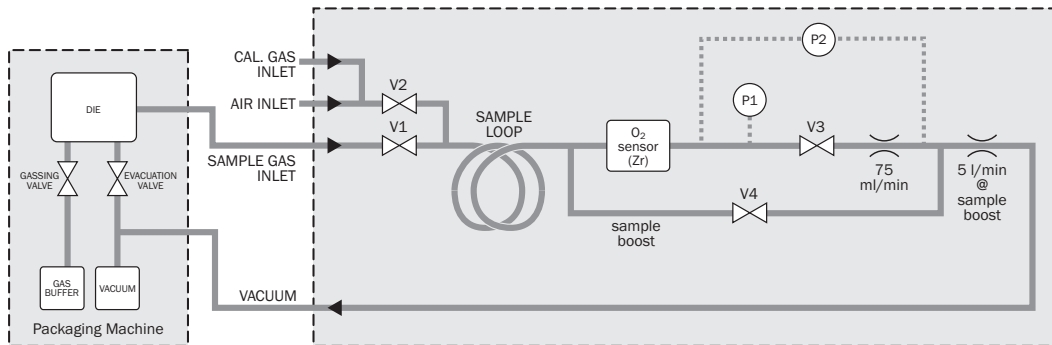 CAL. GAS
INLET
AIR INLET
SAMPLE GAS
INLET
VACUUM
DIE
GASSING
VALVE
EVACUATION
VALVE
GAS
BUFFER
VACUUM
Packaging Machine
V2
V1
SAMPLE
LOOP
O₂
sensor
(Zr)
P1
P2
V3
75
ml/min
5 l/min
@
sample
boost
V4
sample
boost